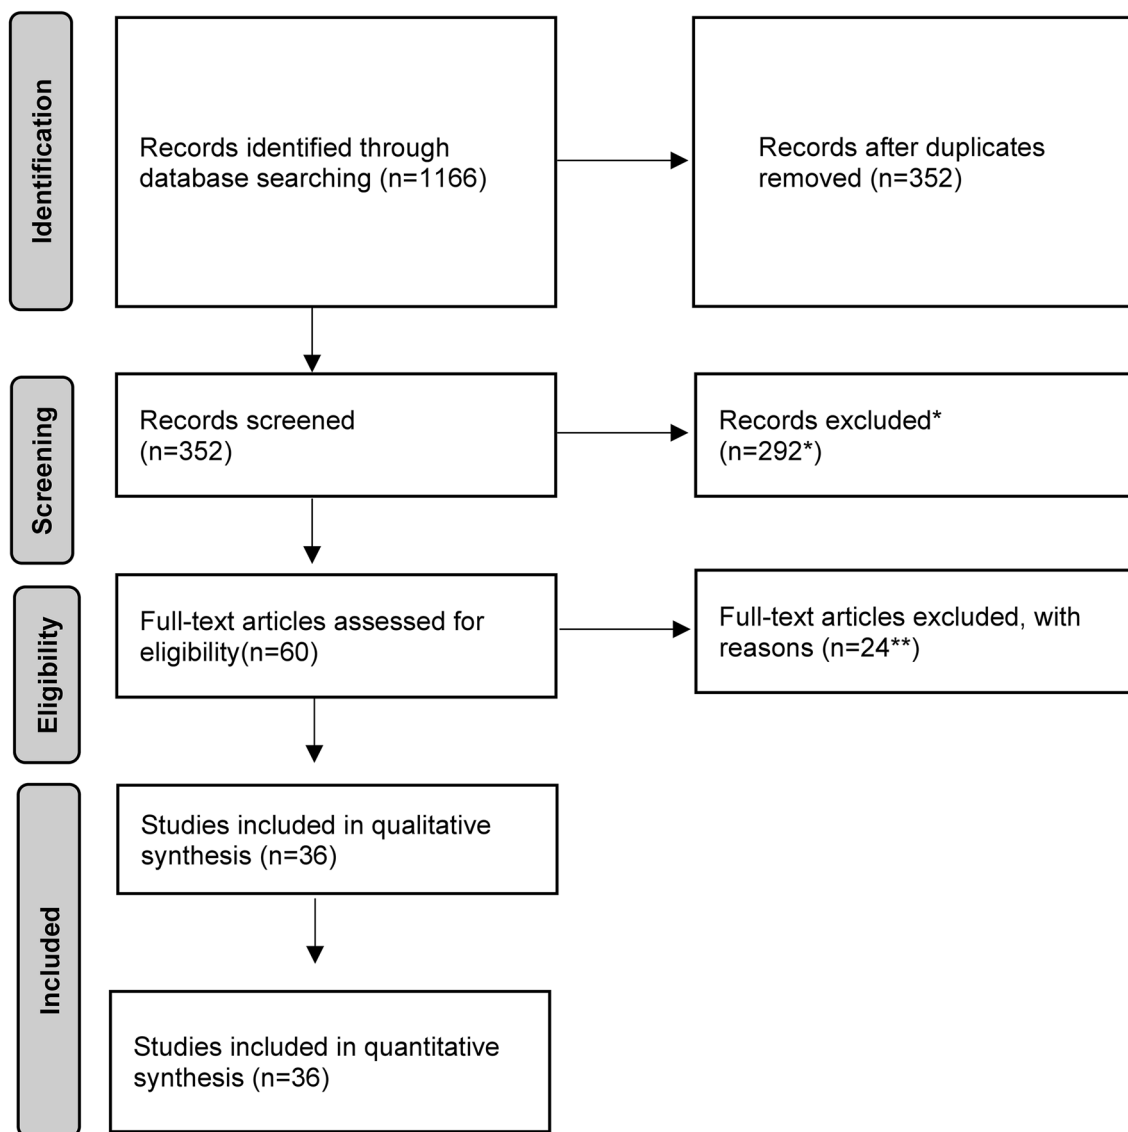 Identification
Records identified through
database searching (n=1166)
Records after duplicates
removed (n=352)
Screening
Records screened
(n=352)
Records excluded*
(n=292*)
Eligibility
Full-text articles assessed for
eligibility(n=60)
Full-text articles excluded, with
reasons (n=24**)
Included
Studies included in qualitative
synthesis (n=36)
Studies included in quantitative
synthesis (n=36)